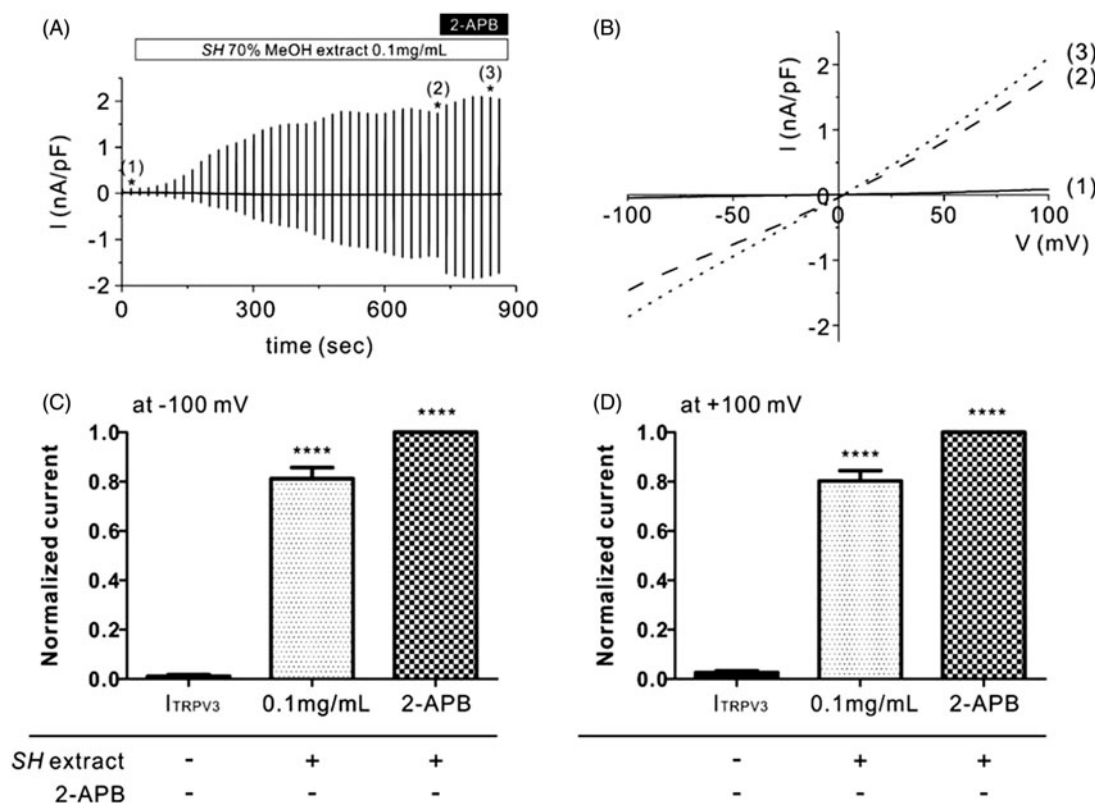 (A)
2-APB
SH 70% MeOH extract 0.1mg/mL
I (nA/pF)
2
1
0
-1
-2
(1)
*
(2)
*
(3)
*
0 300 600 900
time (sec)
(B)
I (nA/pF)
2
1
0
-1
-2
(3)
(2)
(1)
-100 -50 0 50 100
V (mV)
(C)
at -100 mV
Normalized current
1.0
0.8
0.6
0.4
0.2
0.0
****
****
ITRPV3 0.1mg/mL 2-APB
SH extract - + +
2-APB - - -
(D)
at +100 mV
Normalized current
1.0
0.8
0.6
0.4
0.2
0.0
****
****
ITRPV3 0.1mg/mL 2-APB
- + +
- - -